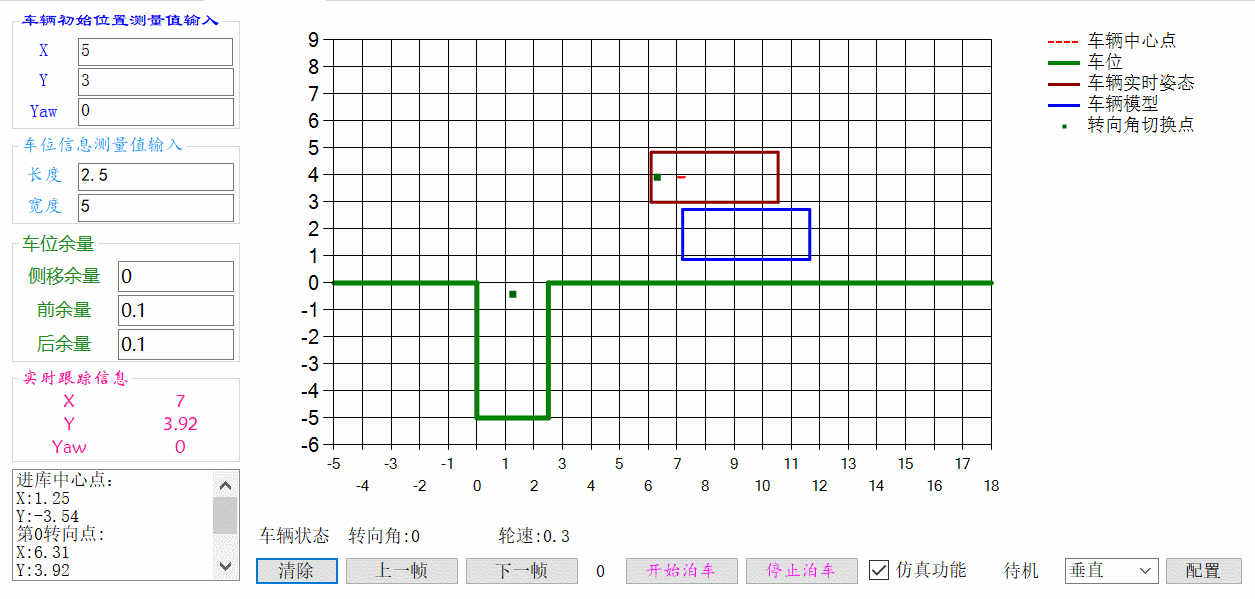 车辆初始位置测量值输入
X 5
Y 3
Yaw 0
车位信息测量值输入
长度 2.5
宽度 5
车位余量
侧移余量 0
前余量 0.1
后余量 0.1
实时跟踪信息
X 7
Y 3.92
Yaw 0
进库中心点:
X:1.25
Y:-3.54
第0转向点:
X:6.31
Y:3.92
9
8
7
6
5
4
3
2
1
0
-1
-2
-3
-4
-5
-6
-5 -3 -1 1 3 5 7 9 11 13 15 17
-4 -2 0 2 4 6 8 10 12 14 16 18
车辆中心点
车位
车辆实时姿态
车辆模型
转向角切换点
车辆状态 转向角:0 轮速:0.3
清除 上一帧 下一帧 0 开始泊车 停止泊车 仿真功能 待机 垂直 配置